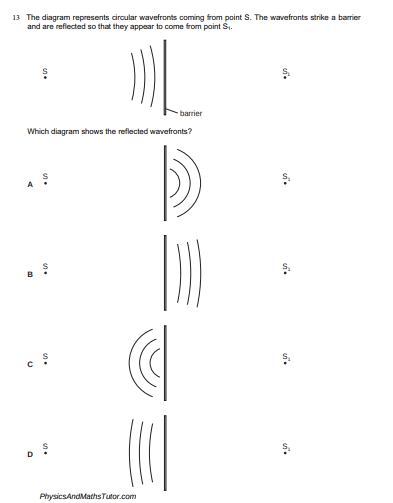 13 The diagram represents circular wavefronts coming from point S. The wavefronts strike a barrier
and are reflected so that they appear to come from point S₁.
S
S₁
barrier
Which diagram shows the reflected wavefronts?
S
S₁
A
S
S₁
B
S
S₁
C
S
S₁
D
PhysicsAndMathsTutor.com